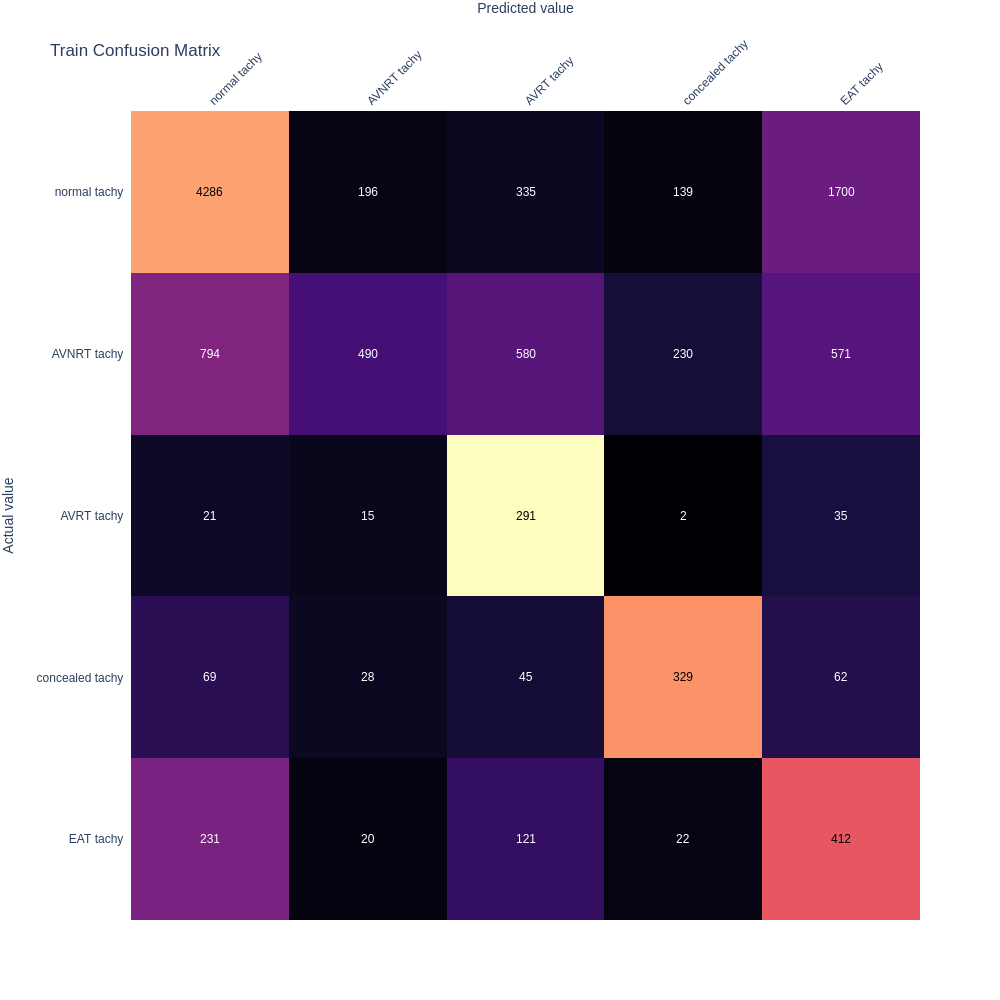 Predicted value
Train Confusion Matrix
normal tachy AVNRT tachy AVRT tachy concealed tachy EAT tachy
normal tachy 4286 196 335 139 1700
AVNRT tachy 794 490 580 230 571
Actual value
AVRT tachy 21 15 291 2 35
concealed tachy 69 28 45 329 62
EAT tachy 231 20 121 22 412